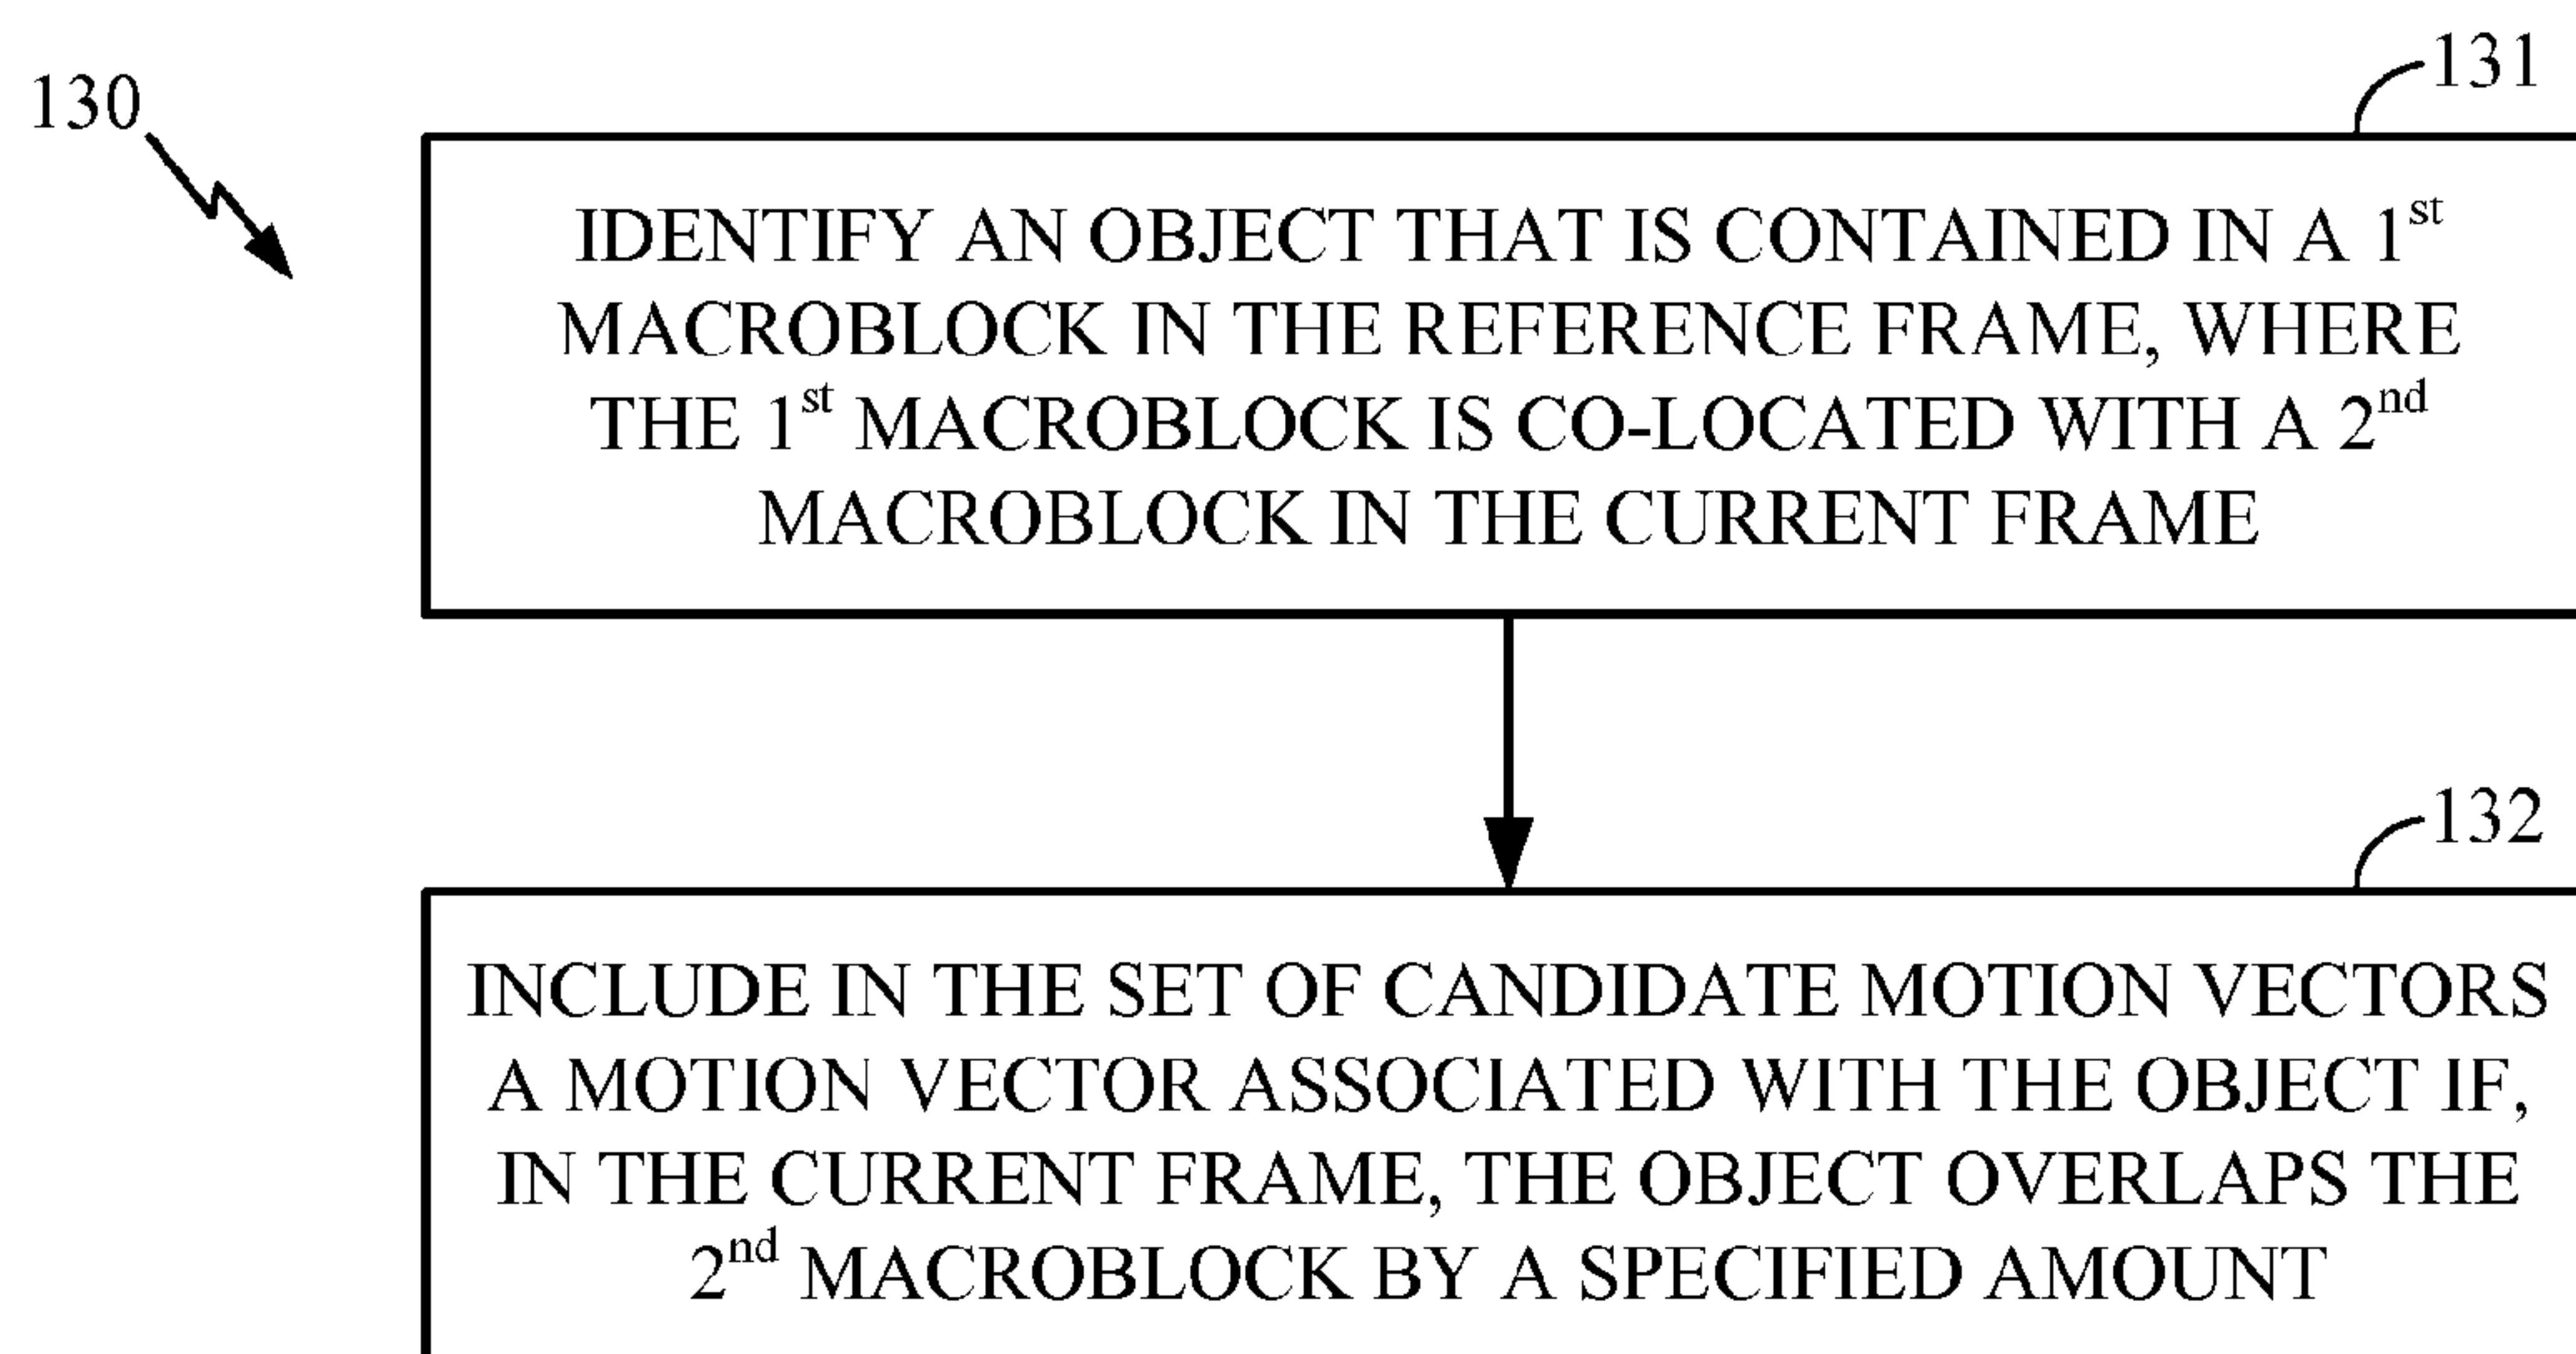 130
131
IDENTIFY AN OBJECT THAT IS CONTAINED IN A 1st
MACROBLOCK IN THE REFERENCE FRAME, WHERE
THE 1st MACROBLOCK IS CO-LOCATED WITH A 2nd
MACROBLOCK IN THE CURRENT FRAME
132
INCLUDE IN THE SET OF CANDIDATE MOTION VECTORS
A MOTION VECTOR ASSOCIATED WITH THE OBJECT IF,
IN THE CURRENT FRAME, THE OBJECT OVERLAPS THE
2nd MACROBLOCK BY A SPECIFIED AMOUNT